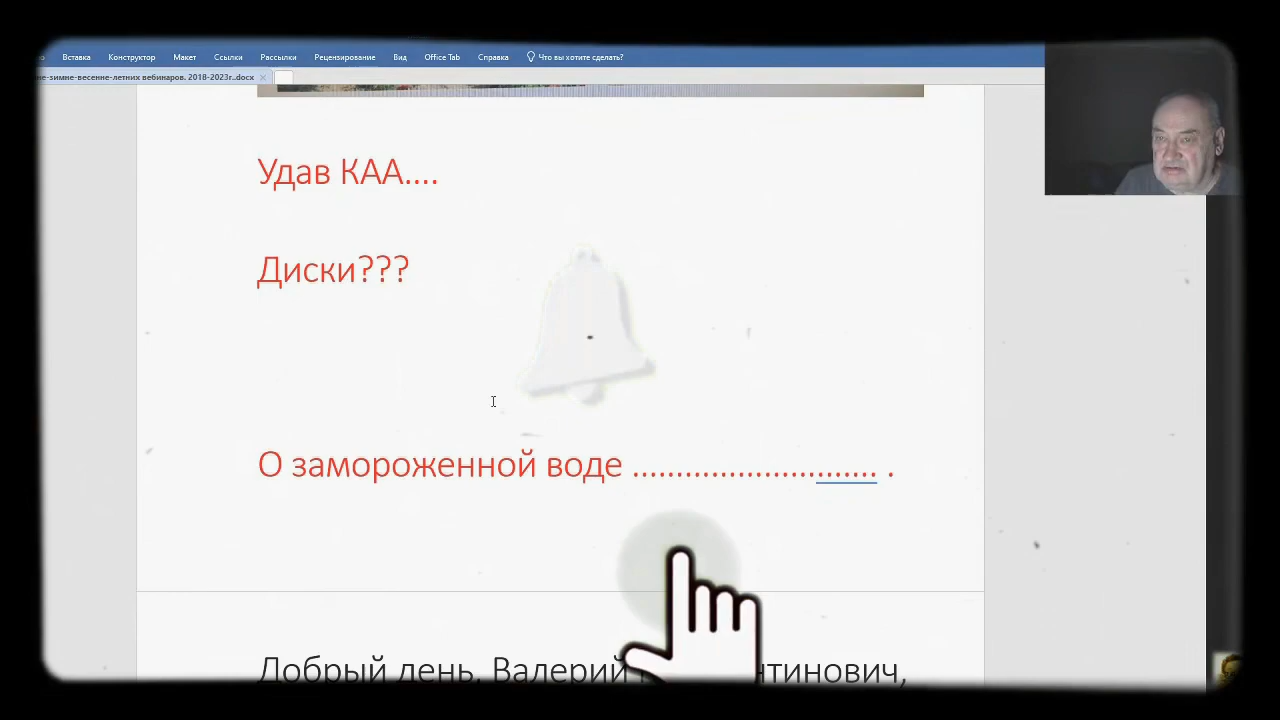 Вставка Конструктор Макет Ссылки Рассылки Рецензирование Вид Office Tab Справка Что вы хотите сделать?
не-зимне-весенне-летних вебинаров. 2018-2023г..docx
Удав КАА....
Диски???
О замороженной воде ............................ .
Добрый день. Валерий